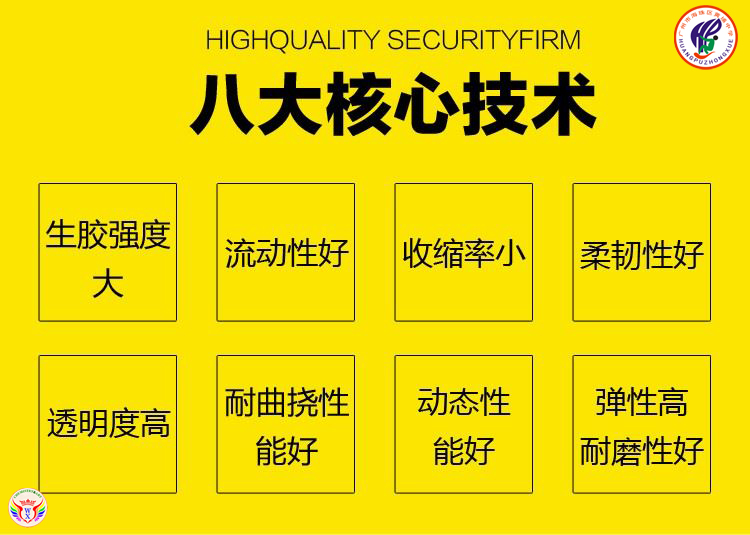 HIGHQUALITY SECURITYFIRM
八大核心技术
生胶强度
大
流动性好
收缩率小
柔韧性好
透明度高
耐曲挠性
能好
动态性
能好
弹性高
耐磨性好
HUANGPUZHONGXUE